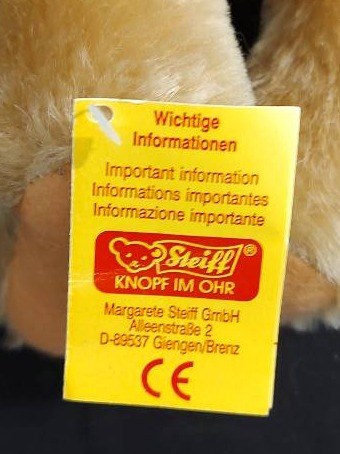 Wichtige
Informationen
Important information
Informations importantes
Informazione importante
Steiff®
KNOPF IM OHR
Margarete Steiff GmbH
Alleenstraße 2
D-89537 Giengen/Brenz
CE